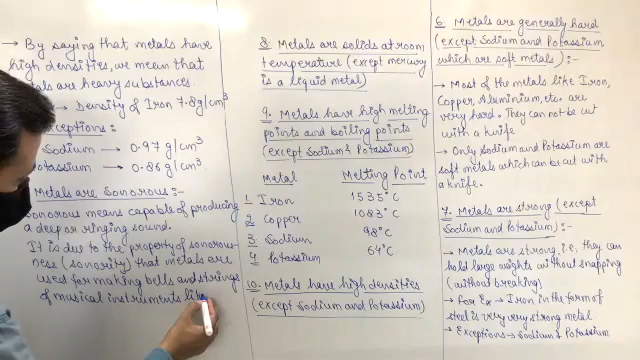 → By saying that metals have
high densities, we mean that
metals are heavy substances.
→ Density of Iron 7.8g/cm³
Exceptions:
Sodium → 0.97 g/cm³
Potassium → 0.86 g/cm³
Metals are Sonorous:-
Sonorous means capable of producing
a deep or ringing sound.
It is due to the property of sonorous-
ness (sonority) that metals are
uses for making bells and strings
of musical instruments lik
8. Metals are solids at room
temperature (except mercury
is a liquid metal)
9. Metals have high melting
points and boiling points
(except Sodium & Potassium)
Metal Melting Point
1 Iron 1535°C
2 Copper 1083°C
3 Sodium 98°C
4 Potassium 64°C
10. Metals have high densities
(except Sodium and Potassium)
6. Metals are generally hard
(except Sodium and Potassium
which are soft metals):-
→ Most of the metals like Iron,
Copper, Aluminium, etc. are
very hard. They can not be cut
with a knife
→ Only Sodium and Potassium are
soft metals which can be cut with
a knife.
7. Metals are strong (except
Sodium and Potassium):-
→ Metals are strong, i.e; they can
hold large weights without snapping
(without breaking)
→ For Ex → Iron in the form of
steel is very very strong metal
→ Exceptions → Sodium & Potassium